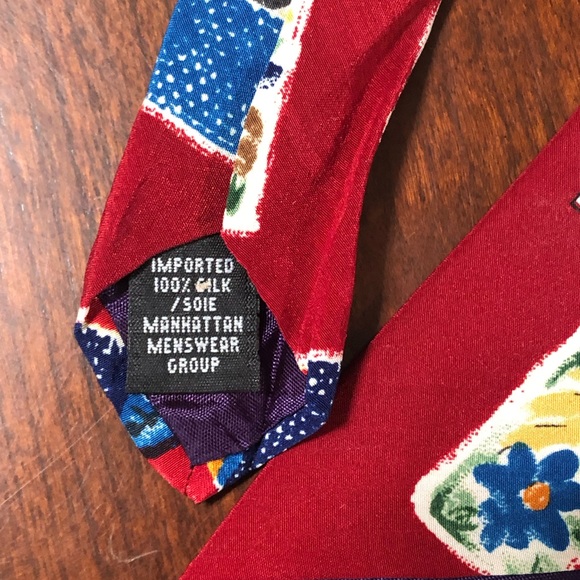 IMPORTED
100% SILK
/SOIE
MANHATTAN
MENSWEAR
GROUP